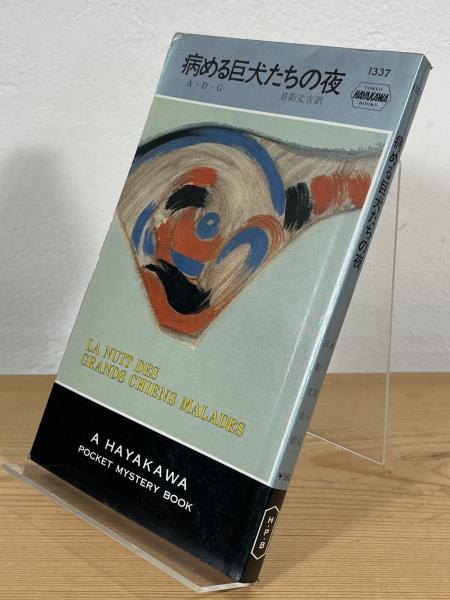 病める巨犬たちの夜
A・D・G
日影丈吉訳
1337
TOKYO
HAYAKAWA
BOOKS
LA NUIT DES
GRANDS CHIENS MALADES
A HAYAKAWA
POCKET MYSTERY BOOK
病める巨犬たちの夜
H・P・B